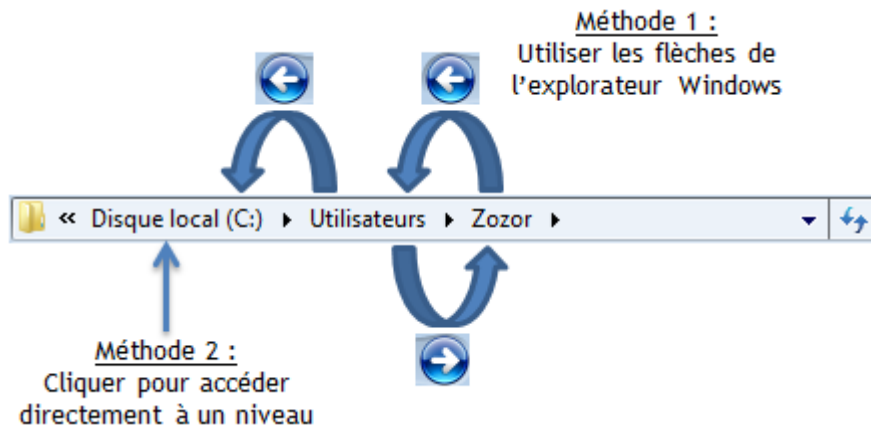 Méthode 1 :
Utiliser les flèches de
l'explorateur Windows
« Disque local (C:) ▸ Utilisateurs ▸ Zozor ▸
Méthode 2 :
Cliquer pour accéder
directement à un niveau